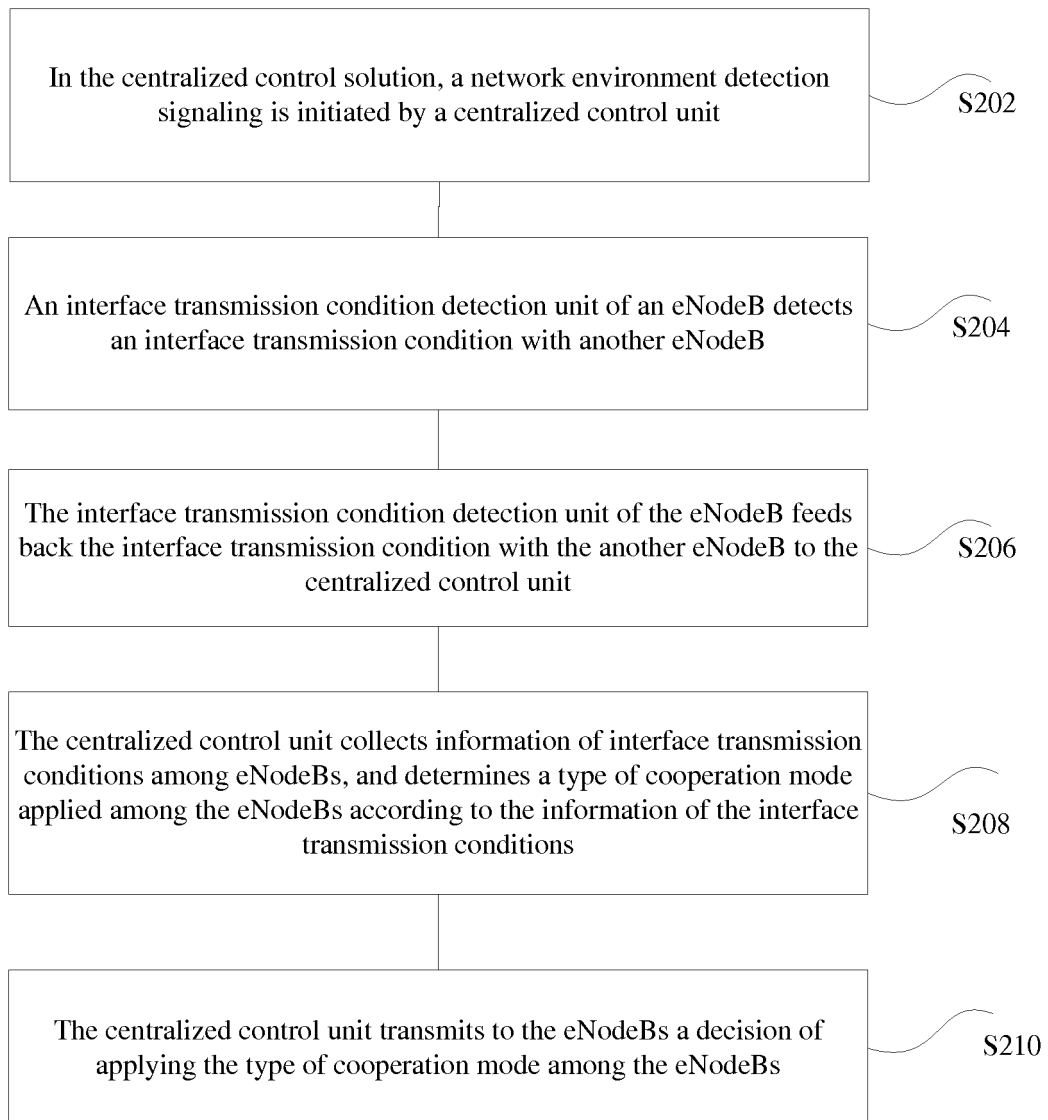 In the centralized control solution, a network environment detection
signaling is initiated by a centralized control unit
S202
An interface transmission condition detection unit of an eNodeB detects
an interface transmission condition with another eNodeB
S204
The interface transmission condition detection unit of the eNodeB feeds
back the interface transmission condition with the another eNodeB to the
centralized control unit
S206
The centralized control unit collects information of interface transmission
conditions among eNodeBs, and determines a type of cooperation mode
applied among the eNodeBs according to the information of the interface
transmission conditions
S208
The centralized control unit transmits to the eNodeBs a decision of
applying the type of cooperation mode among the eNodeBs
S210